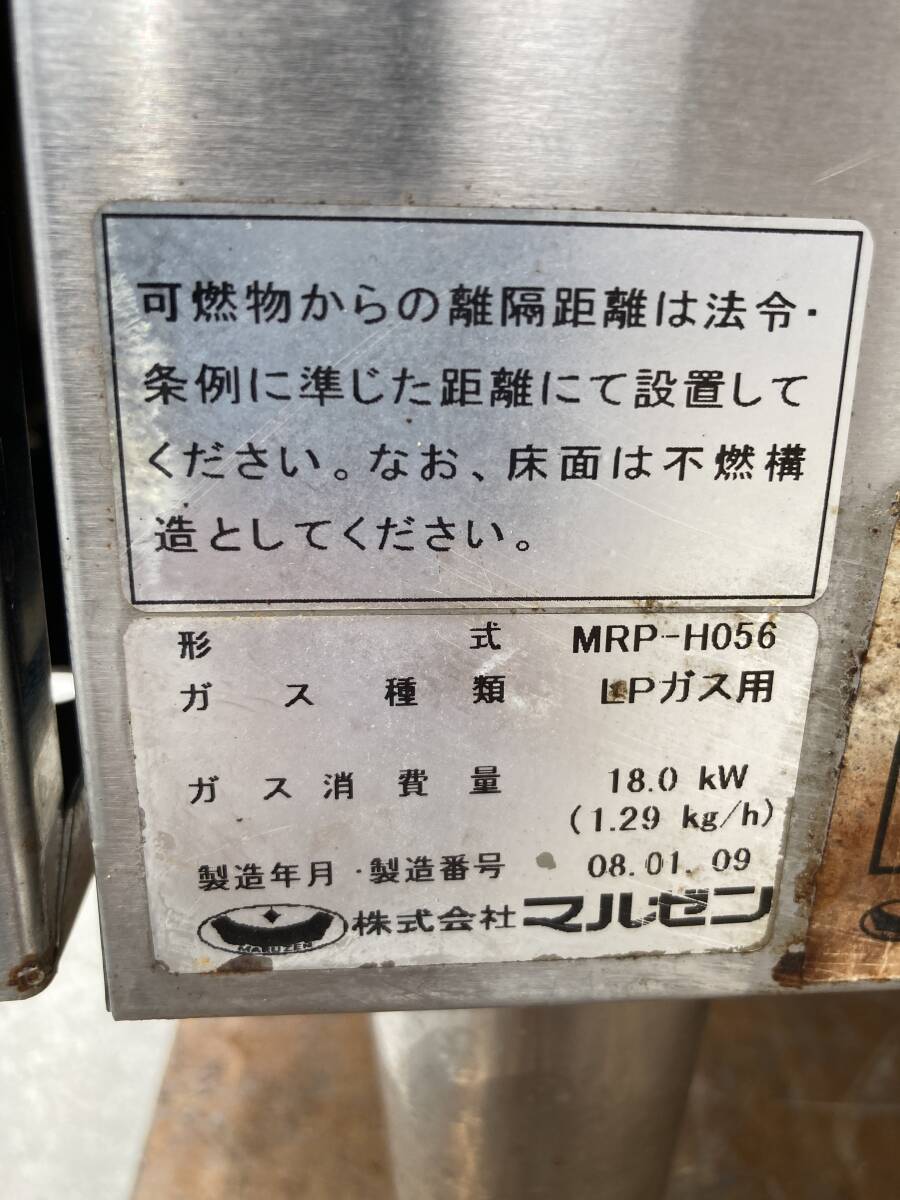 可燃物からの離隔距離は法令・
条例に準じた距離にて設置して
ください。なお、床面は不燃構
造としてください。
形 式 MRP-H056
ガス種類 LPガス用
ガス消費量 18.0 kW
(1.29 kg/h)
製造年月・製造番号 08.01.09
MARUZEN 株式会社マルゼン